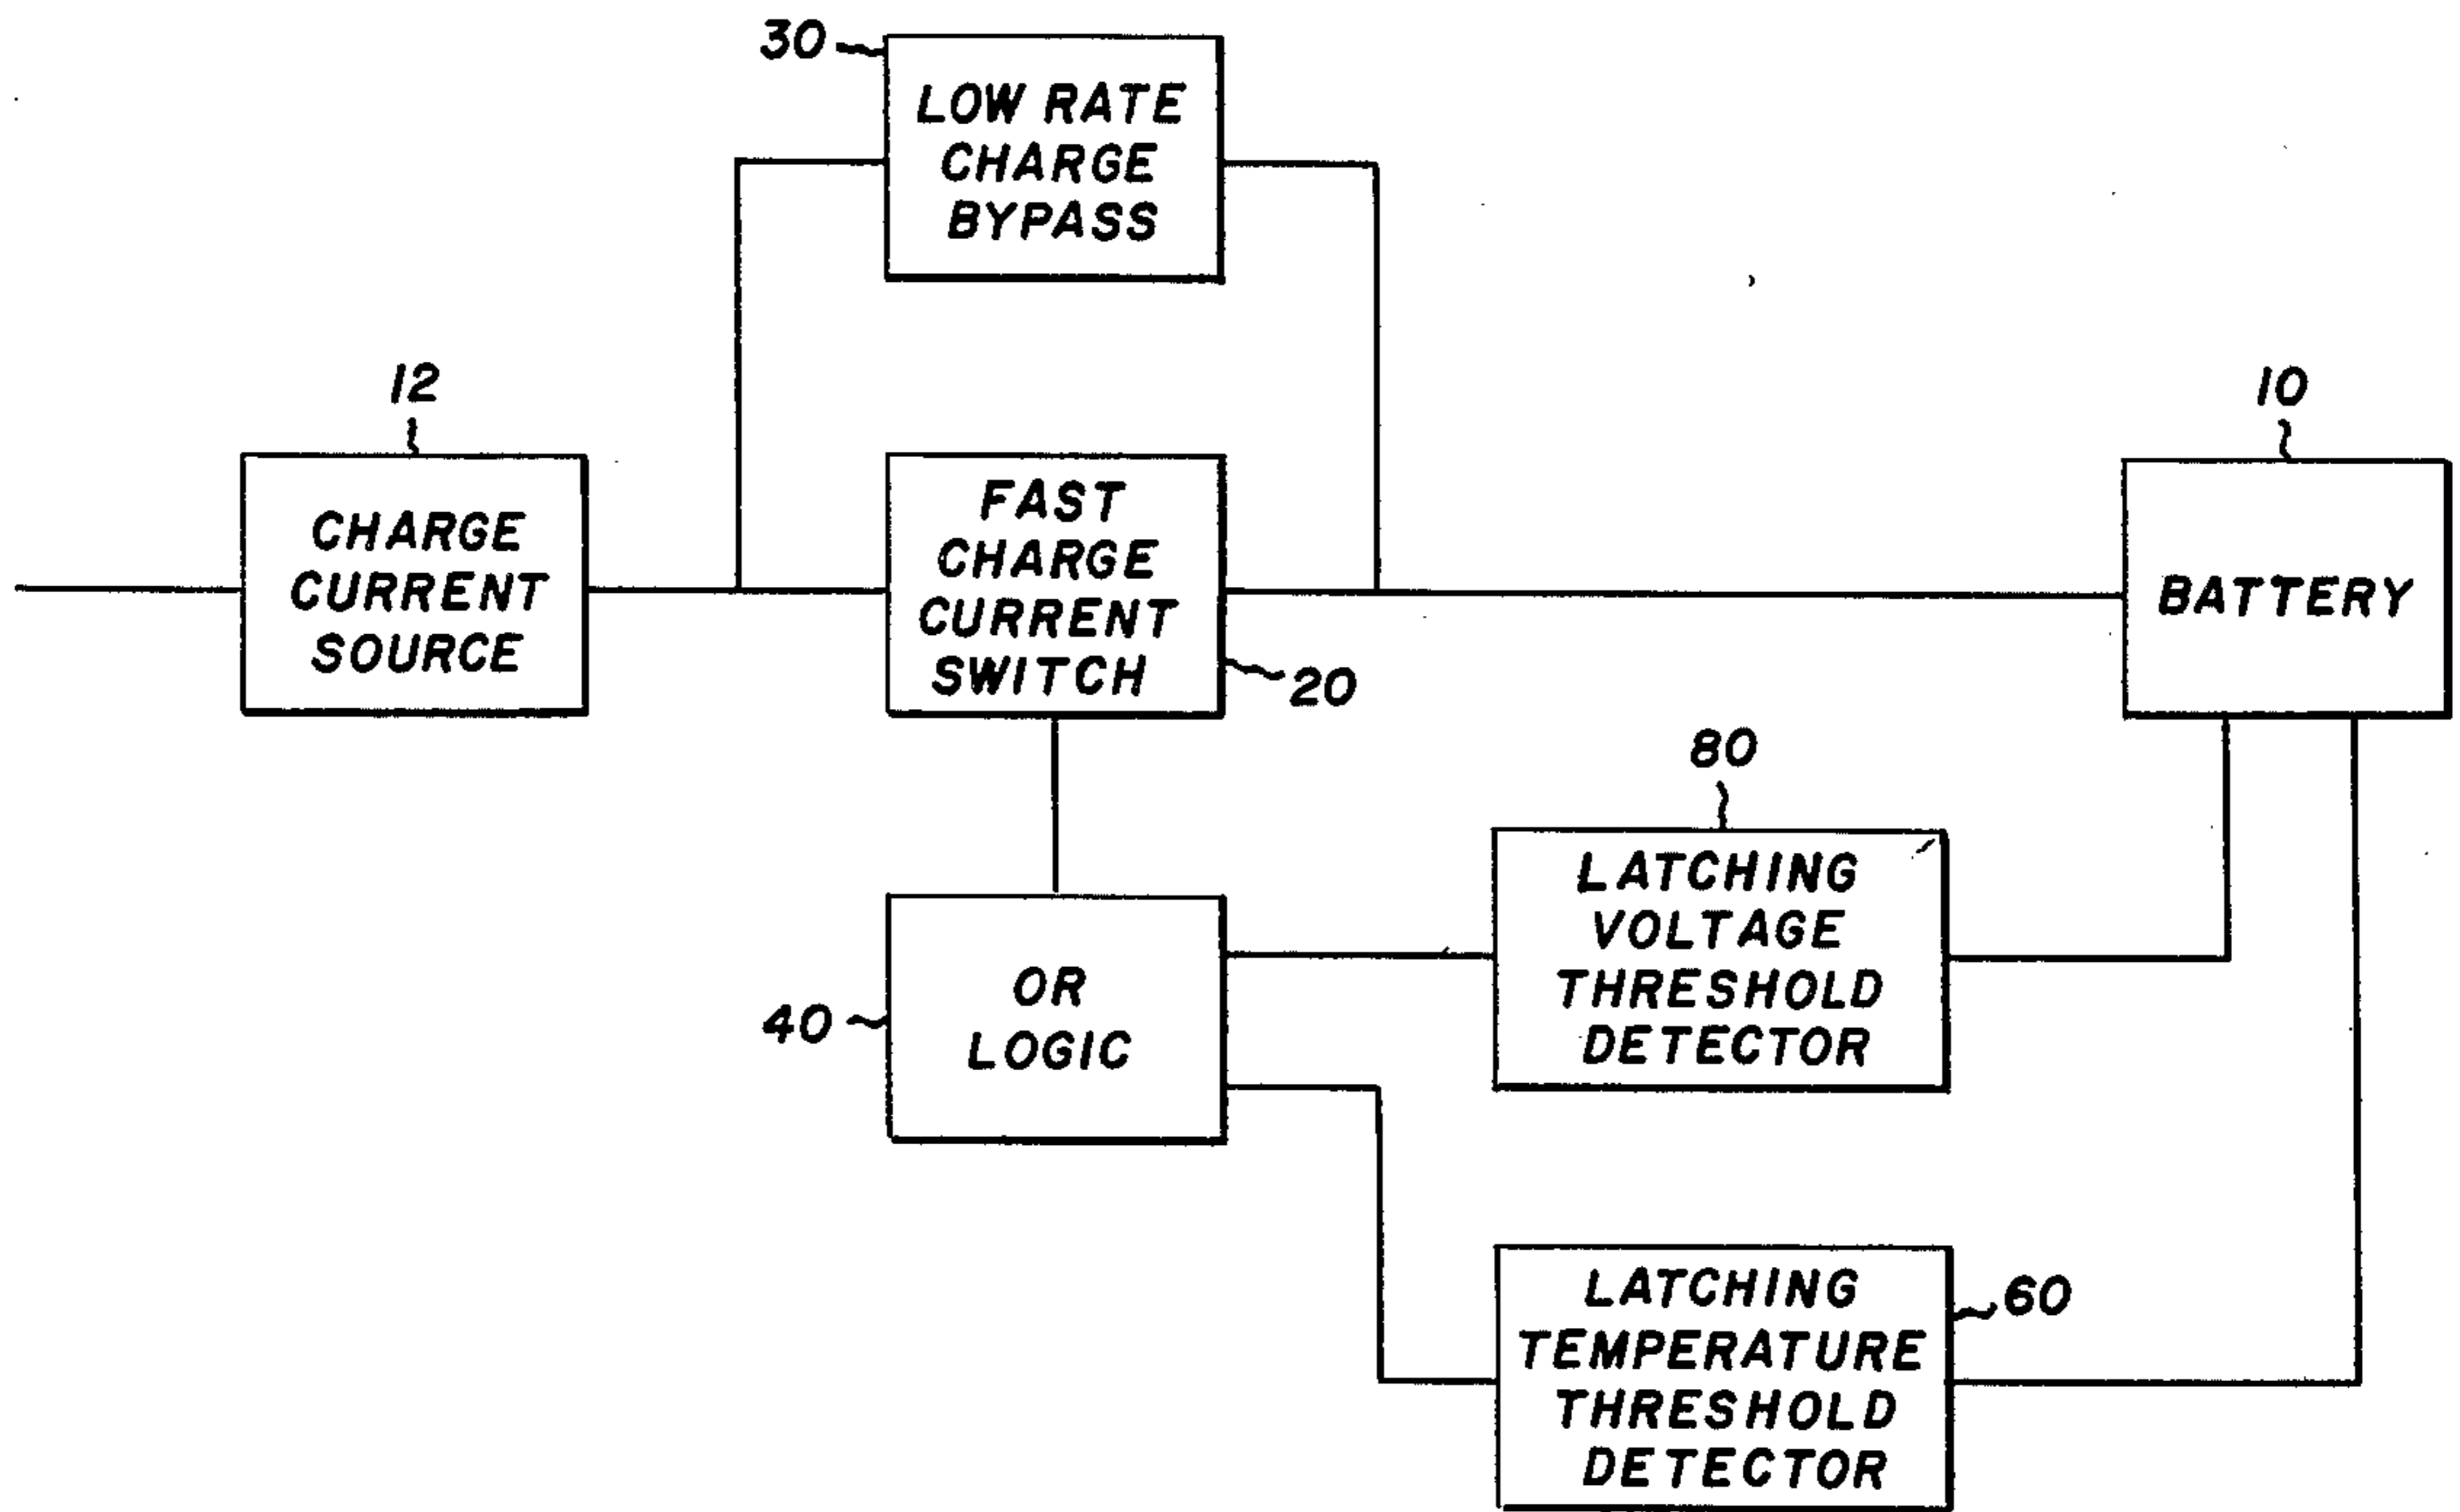 30
LOW RATE
CHARGE
BYPASS
12
CHARGE
CURRENT
SOURCE
FAST
CHARGE
CURRENT
SWITCH
20
10
BATTERY
80
LATCHING
VOLTAGE
THRESHOLD
DETECTOR
40
OR
LOGIC
60
LATCHING
TEMPERATURE
THRESHOLD
DETECTOR